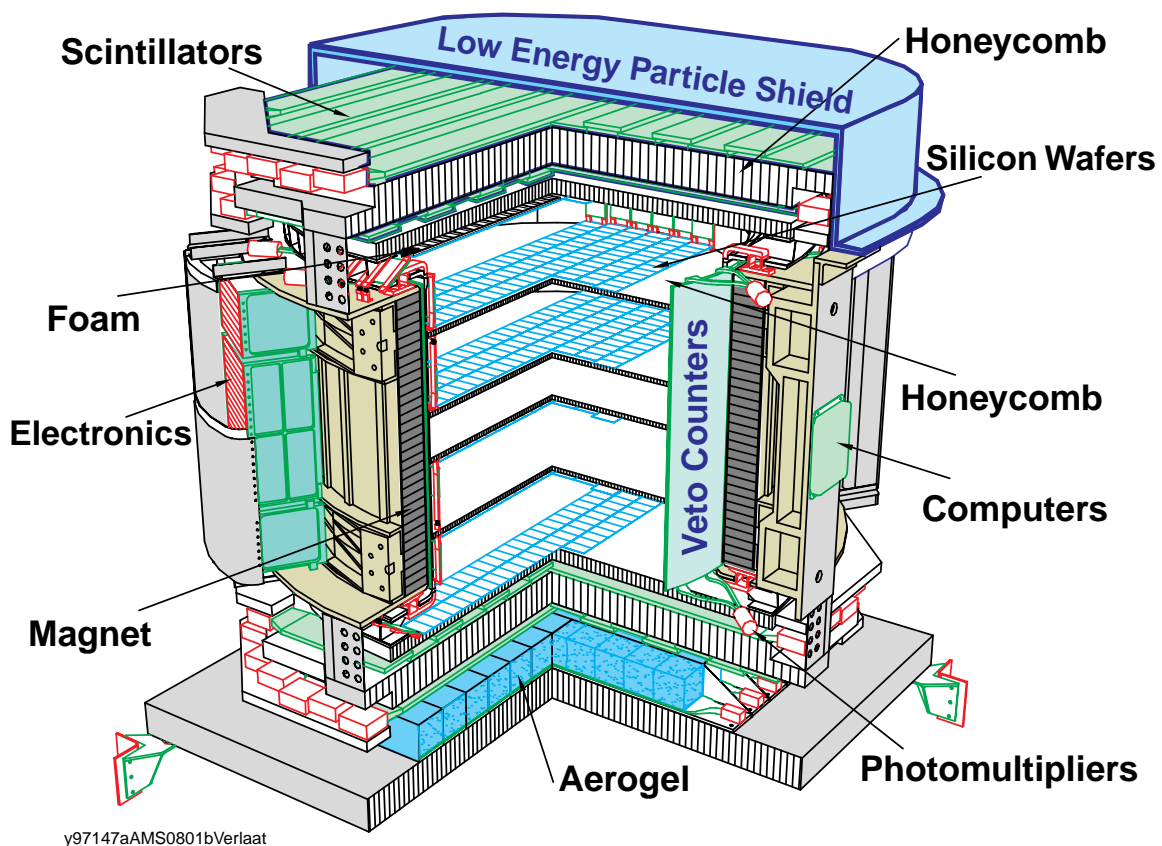 Low Energy Particle Shield
Honeycomb
Scintillators
Silicon Wafers
Foam
Veto Counters
Honeycomb
Electronics
Computers
Magnet
Photomultipliers
Aerogel
y97147aAMS0801bVerlaat